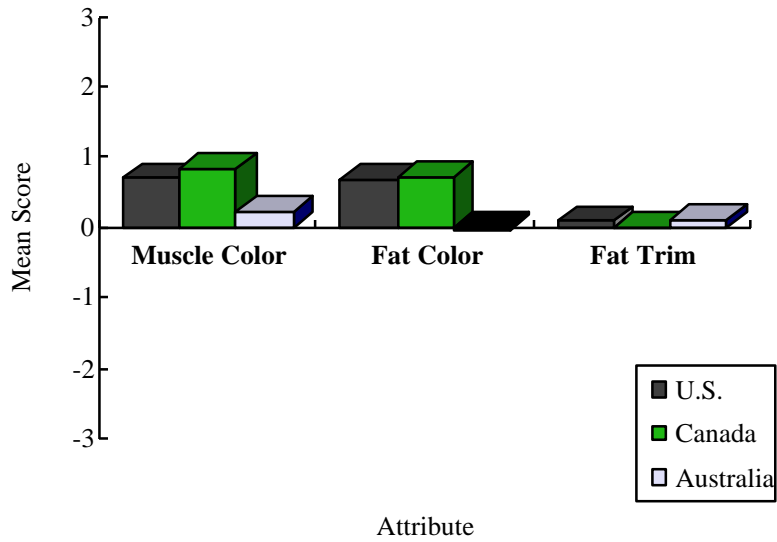 3
2
1
0
-1
-2
-3
Mean Score
Muscle Color Fat Color Fat Trim
U.S.
Canada
Australia
Attribute